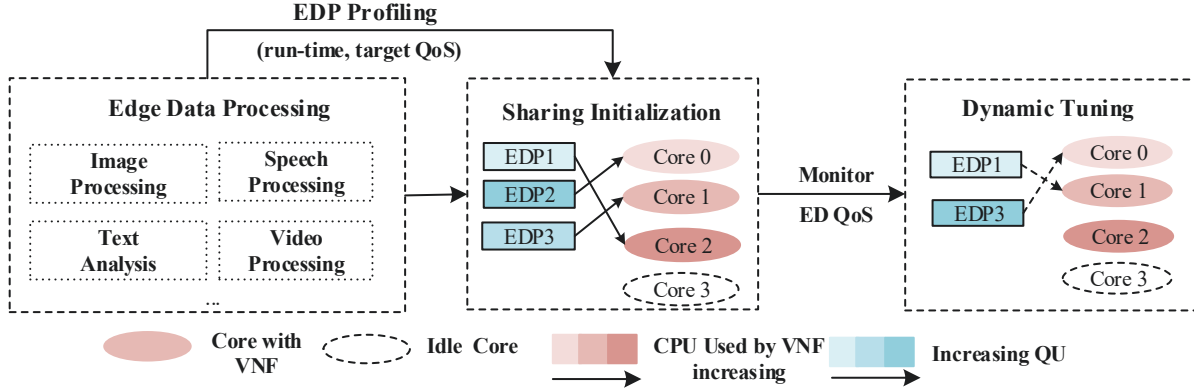 EDP Profiling
(run-time, target QoS)
Edge Data Processing
Image
Processing
Speech
Processing
Text
Analysis
Video
Processing
...
Sharing Initialization
EDP1
EDP2
EDP3
Core 0
Core 1
Core 2
Core 3
Monitor
ED QoS
Dynamic Tuning
EDP1
EDP3
Core 0
Core 1
Core 2
Core 3
Core with
VNF
Idle Core
CPU Used by VNF
increasing
Increasing QU